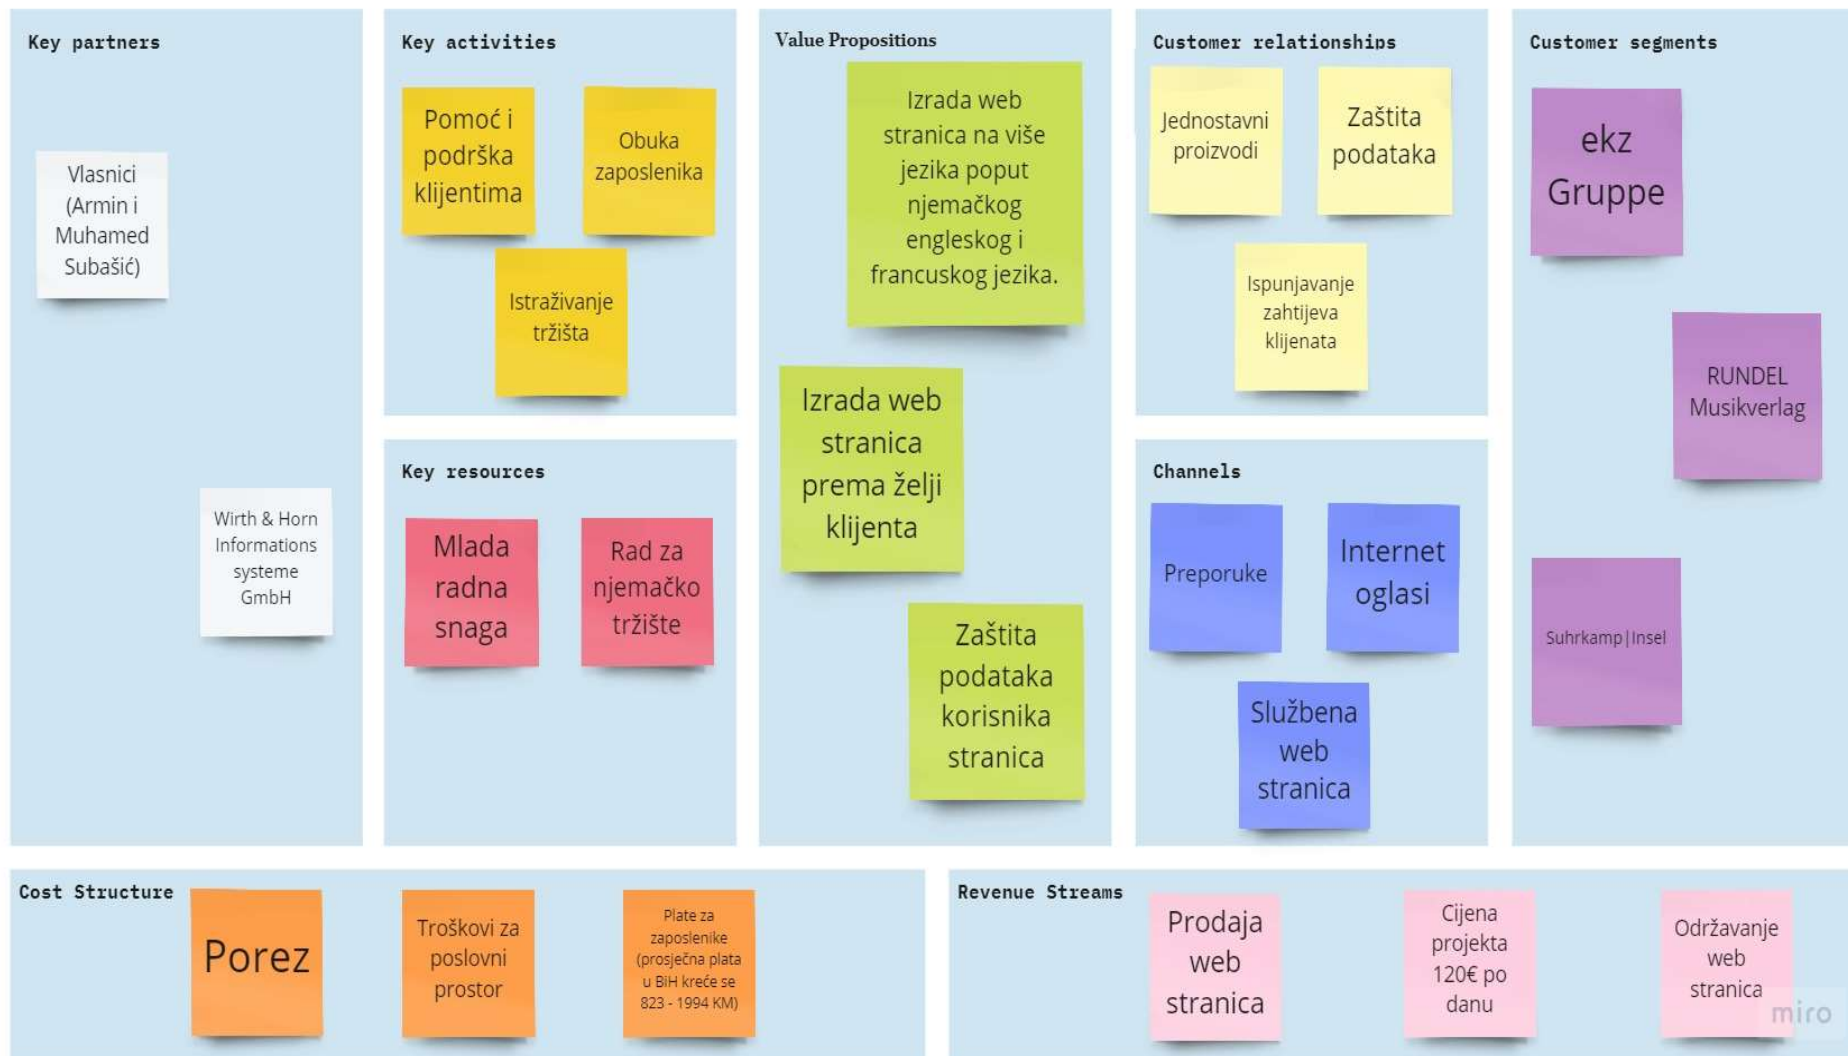 Key partners
Vlasnici
(Armin i
Muhamed
Subašić)
Wirth & Horn
Informations
systeme
GmbH
Key activities
Pomoć i
podrška
klijentima
Obuka
zaposlenika
Istraživanje
tržišta
Key resources
Mlada
radna
snaga
Rad za
njemačko
tržište
Value Propositions
Izrada web
stranica na više
jezika poput
njemačkog
engleskog i
francuskog jezika.
Izrada web
stranica
prema želji
klijenta
Zaštita
podataka
korisnika
stranica
Customer relationships
Jednostavni
proizvodi
Zaštita
podataka
Ispunjavanje
zahtijeva
klijenata
Channels
Preporuke
Internet
oglasi
Službena
web
stranica
Customer segments
ekz
Gruppe
RUNDEL
Musikverlag
Suhrkamp|Insel
Cost Structure
Porez
Troškovi za
poslovni
prostor
Plate za
zaposlenike
(prosječna plata
u BiH kreće se
823 - 1994 KM)
Revenue Streams
Prodaja
web
stranica
Cijena
projekta
120€ po
danu
Održavanje
web
stranica
miro